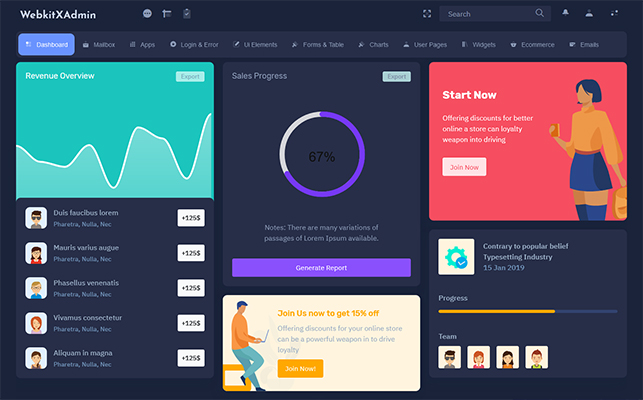 WebkitXAdmin
Search
Dashboard Mailbox Apps Login & Error Ui Elements Forms & Table Charts User Pages Widgets Ecommerce Emails
Revenue Overview
Export
Duis faucibus lorem
Pharetra, Nulla, Nec
+125$
Mauris varius augue
Pharetra, Nulla, Nec
+125$
Phasellus venenatis
Pharetra, Nulla, Nec
+125$
Vivamus consectetur
Pharetra, Nulla, Nec
+125$
Aliquam in magna
Pharetra, Nulla, Nec
+125$
Sales Progress
Export
67%
Notes: There are many variations of
passages of Lorem Ipsum available.
Generate Report
Join Us now to get 15% off
Offering discounts for your online store
can be a powerful weapon in to drive
loyalty
Join Now!
Start Now
Offering discounts for better
online a store can loyalty
weapon into driving
Join Now
Contrary to popular belief
Typesetting Industry
15 Jan 2019
Progress
Team